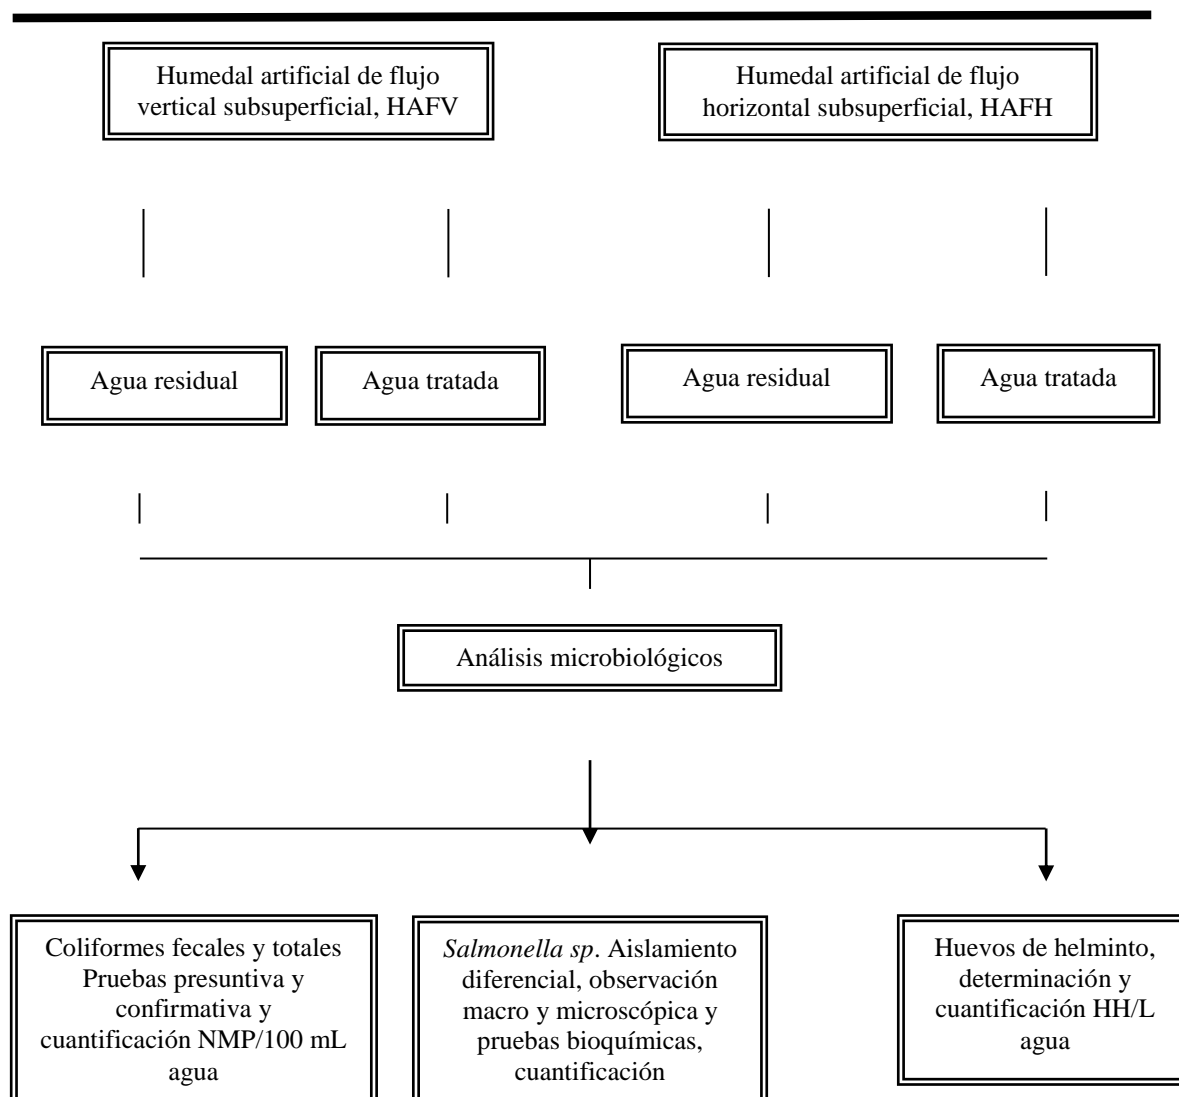 Humedal artificial de flujo
vertical subsuperficial, HAFV
Humedal artificial de flujo
horizontal subsuperficial, HAFH
Agua residual
Agua tratada
Agua residual
Agua tratada
Análisis microbiológicos
Coliformes fecales y totales
Pruebas presuntiva y
confirmativa y
cuantificación NMP/100 mL
agua
Salmonella sp. Aislamiento
diferencial, observación
macro y microscópica y
pruebas bioquímicas,
cuantificación
Huevos de helminto,
determinación y
cuantificación HH/L
agua